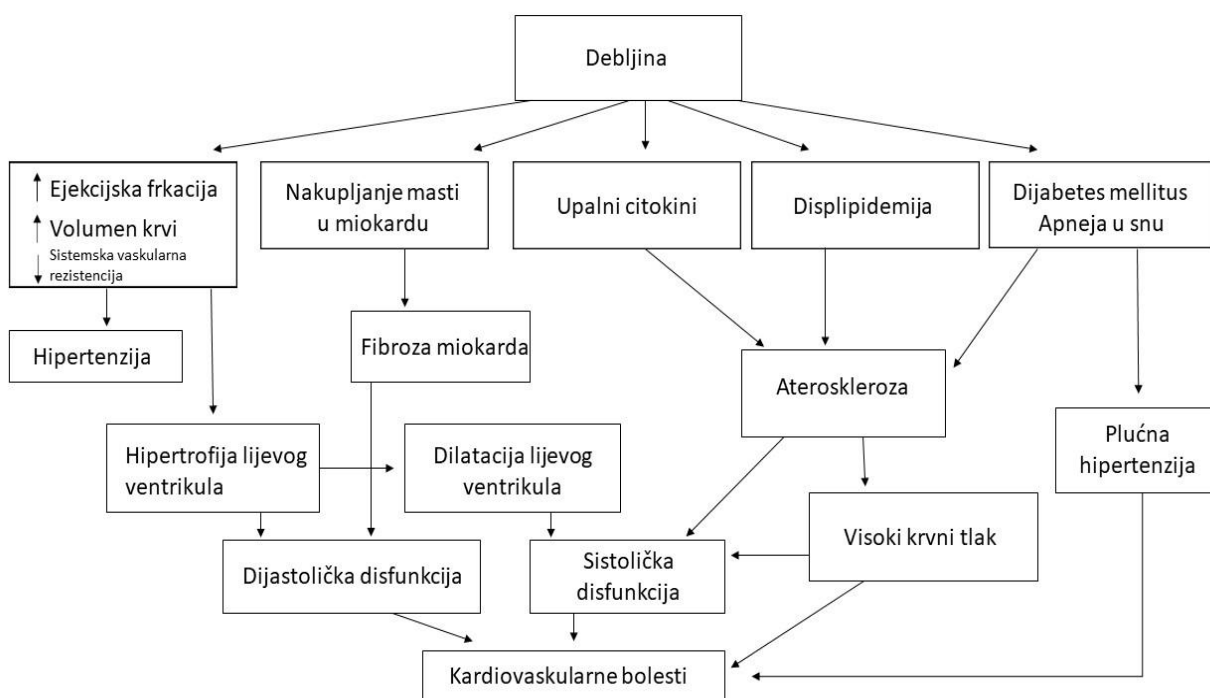 Debljina
↑ Ejekcijska frkacija
↑ Volumen krvi
↓ Sistemska vaskularna
rezistencija
Nakupljanje masti
u miokardu
Upalni citokini
Displipidemija
Dijabetes mellitus
Apneja u snu
Hipertenzija
Fibroza miokarda
Ateroskleroza
Hipertrofija lijevog
ventrikula
Dilatacija lijevog
ventrikula
Plućna
hipertenzija
Visoki krvni tlak
Dijastolička disfunkcija
Sistolička
disfunkcija
Kardiovaskularne bolesti